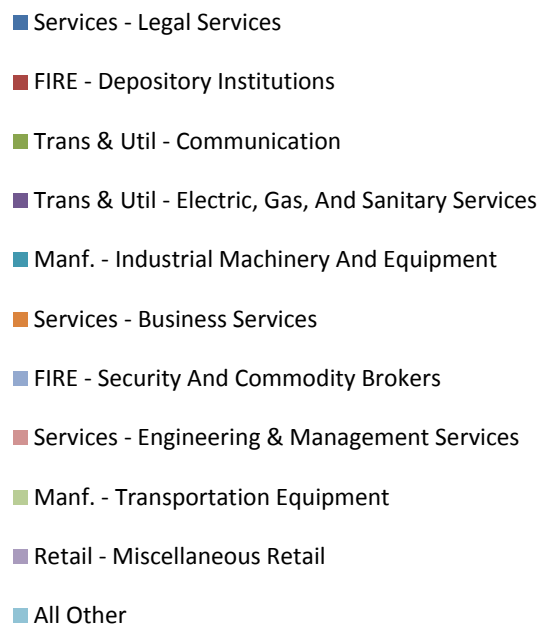 Services - Legal Services
FIRE - Depository Institutions
Trans & Util - Communication
Trans & Util - Electric, Gas, And Sanitary Services
Manf. - Industrial Machinery And Equipment
Services - Business Services
FIRE - Security And Commodity Brokers
Services - Engineering & Management Services
Manf. - Transportation Equipment
Retail - Miscellaneous Retail
All Other